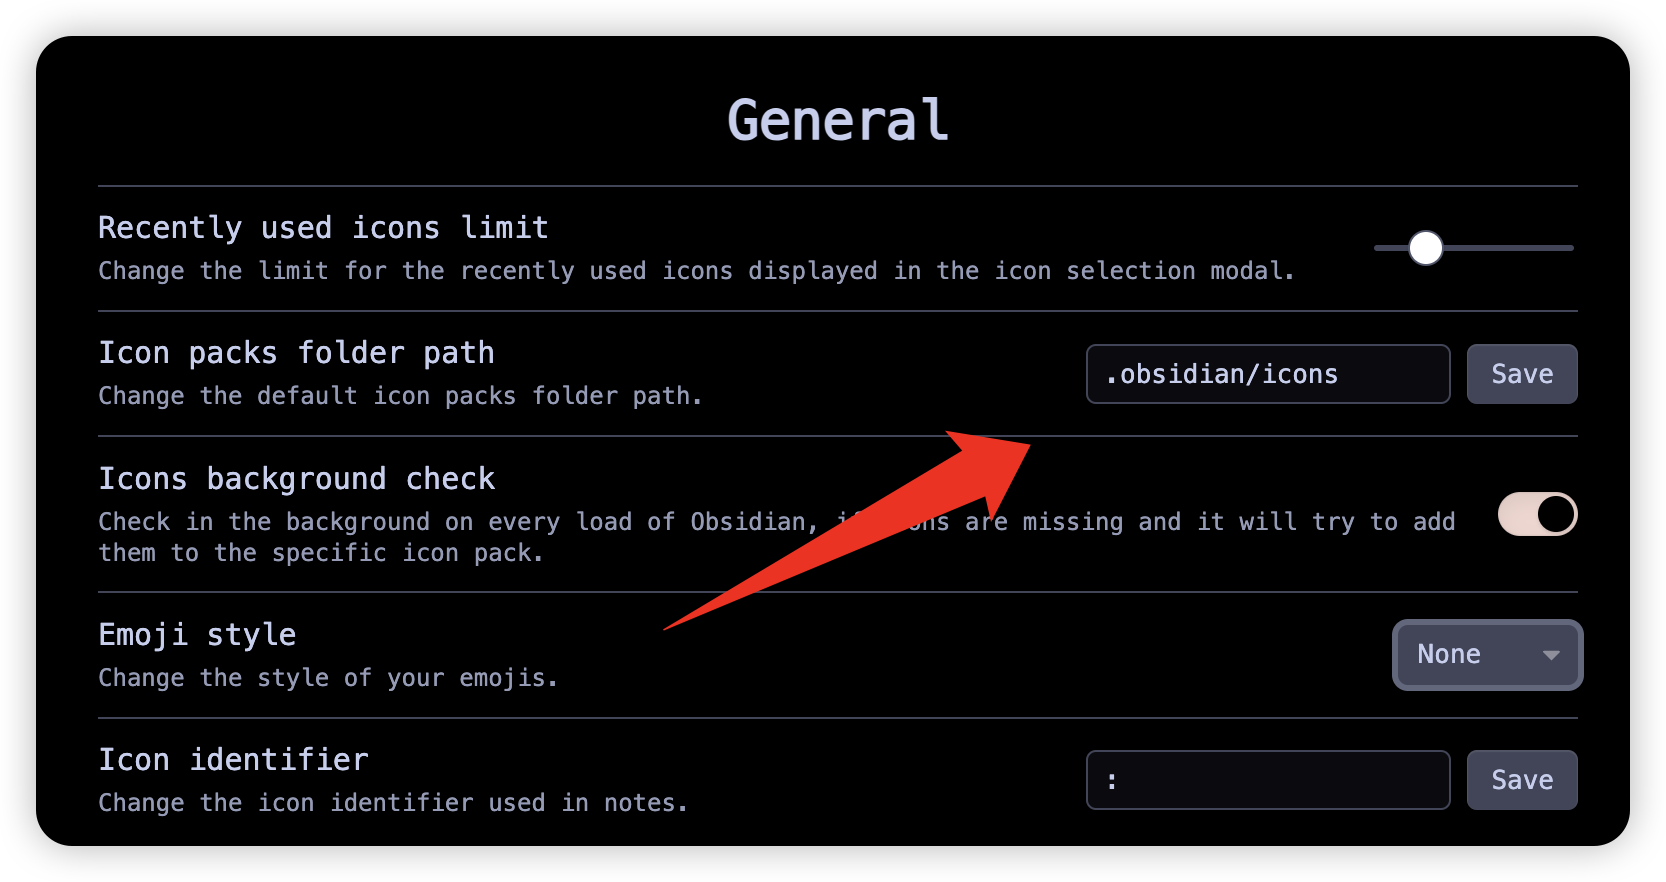 General
Recently used icons limit
Change the limit for the recently used icons displayed in the icon selection modal.
Icon packs folder path
Change the default icon packs folder path.
.obsidian/icons
Save
Icons background check
Check in the background on every load of Obsidian, are missing and it will try to add
them to the specific icon pack.
Emoji style
Change the style of your emojis.
None
Icon identifier
Change the icon identifier used in notes.
:
Save